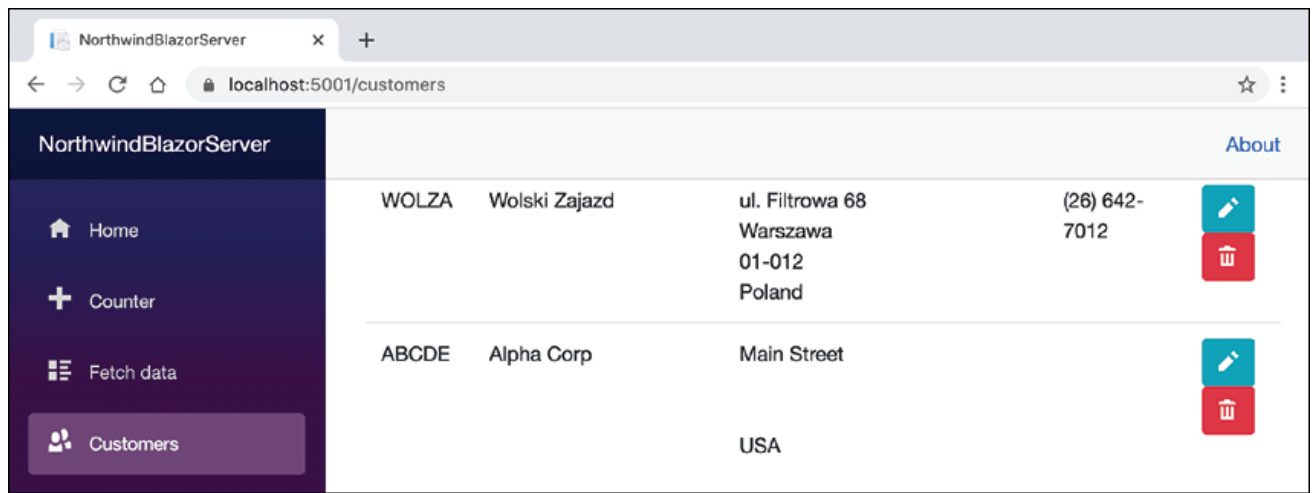 NorthwindBlazorServer
localhost:5001/customers
NorthwindBlazorServer
About
Home
Counter
Fetch data
Customers
WOLZA Wolski Zajazd ul. Filtrowa 68 (26) 642-
Warszawa 7012
01-012
Poland
ABCDE Alpha Corp Main Street
USA